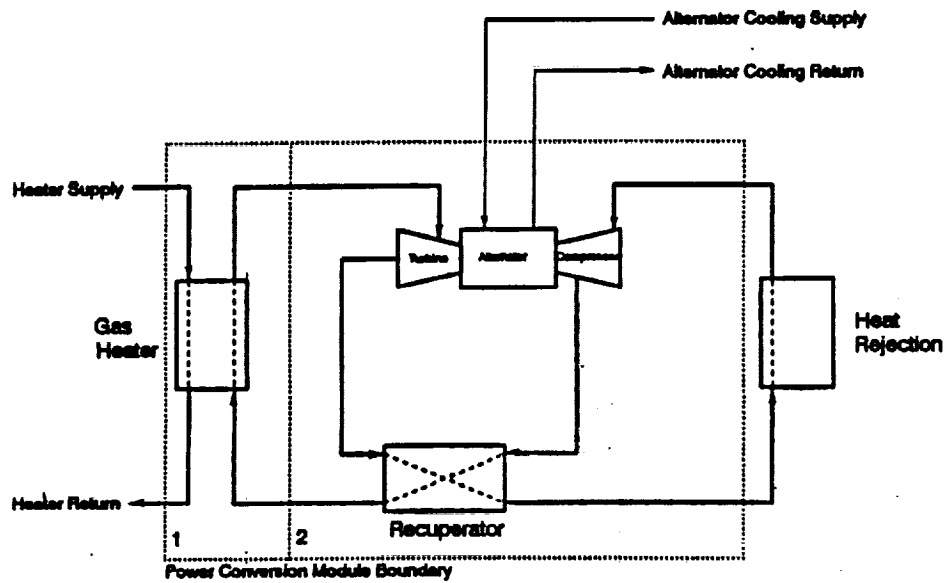 Alternator Cooling Supply
Alternator Cooling Return
Heater Supply
Turbine
Alternator
Compressor
Gas
Heater
Heat
Rejection
Heater Return
Recuperator
1
2
Power Conversion Module Boundary